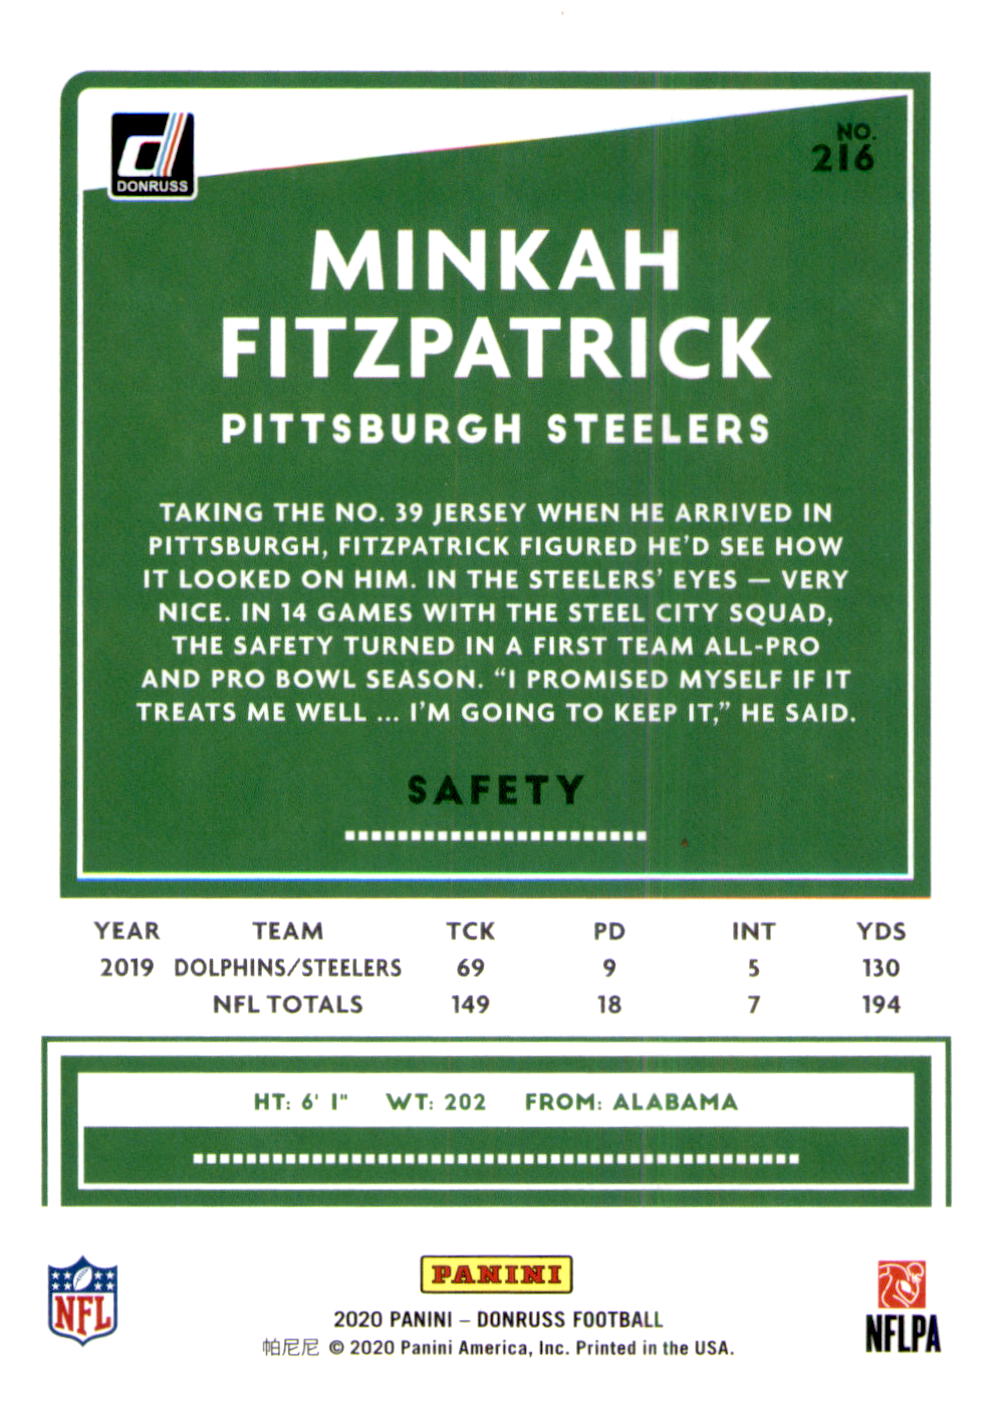 DONRUSS
NO.
216
MINKAH
FITZPATRICK
PITTSBURGH STEELERS
TAKING THE NO. 39 JERSEY WHEN HE ARRIVED IN
PITTSBURGH, FITZPATRICK FIGURED HE'D SEE HOW
IT LOOKED ON HIM. IN THE STEELERS' EYES — VERY
NICE. IN 14 GAMES WITH THE STEEL CITY SQUAD,
THE SAFETY TURNED IN A FIRST TEAM ALL-PRO
AND PRO BOWL SEASON. “I PROMISED MYSELF IF IT
TREATS ME WELL ... I'M GOING TO KEEP IT,” HE SAID.
SAFETY
YEAR TEAM TCK PD INT YDS
2019 DOLPHINS/STEELERS 69 9 5 130
NFL TOTALS 149 18 7 194
HT: 6' 1" WT: 202 FROM: ALABAMA
NFL
PANINI
2020 PANINI – DONRUSS FOOTBALL
帕尼尼 © 2020 Panini America, Inc. Printed in the USA.
NFLPA